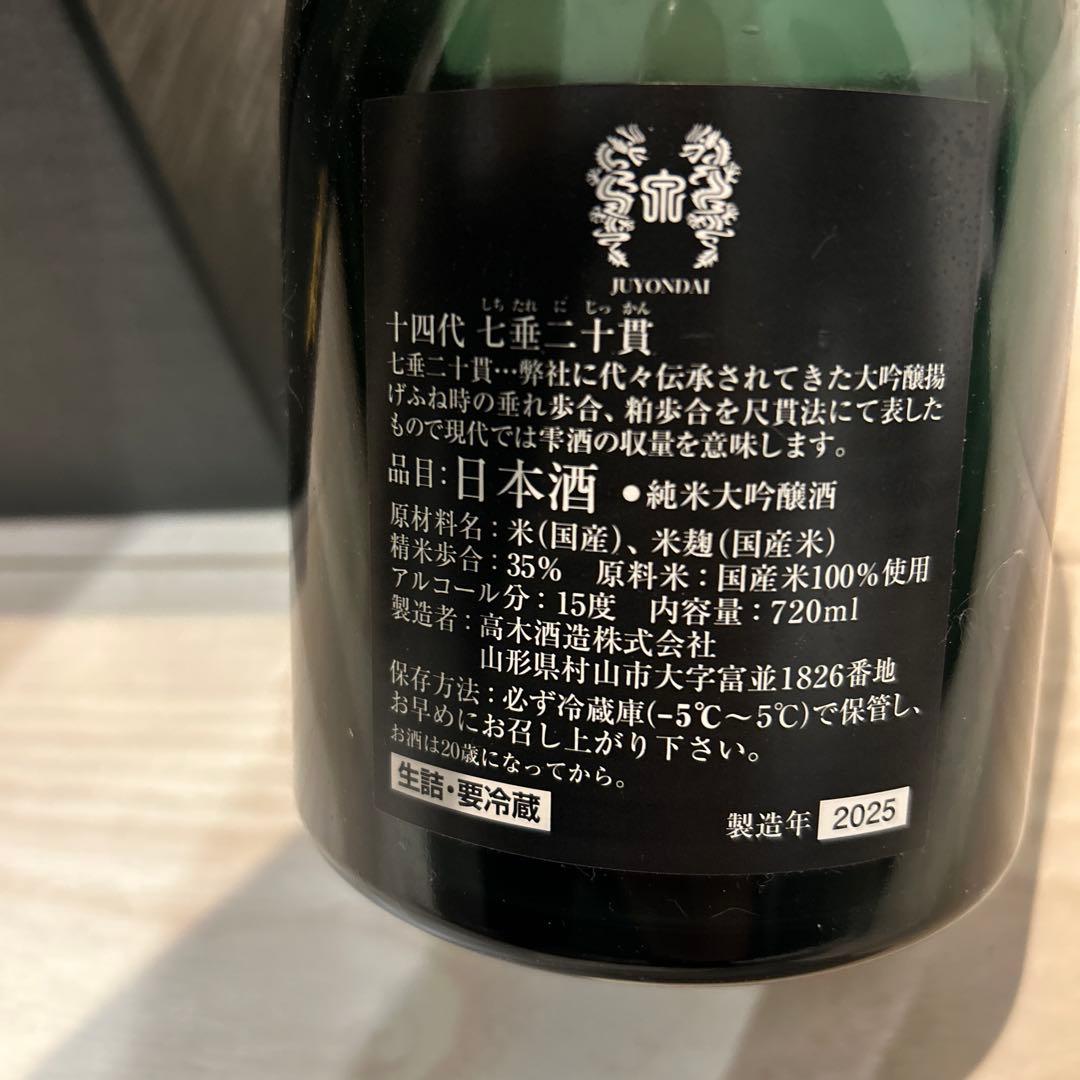 JUYONDAI
しち たれ に じっ かん
十四代 七垂二十貫
七垂二十貫…弊社に代々伝承されてきた大吟醸揚
げふね時の垂れ歩合、粕歩合を尺貫法にて表した
もので現代では雫酒の収量を意味します。
品目：日本酒 ●純米大吟醸酒
原材料名：米(国産)、米麹(国産米)
精米歩合：35% 原料米：国産米100%使用
アルコール分：15度 内容量：720ml
製造者：高木酒造株式会社
山形県村山市大字富並1826番地
保存方法：必ず冷蔵庫(-5℃～5℃)で保管し、
お早めにお召し上がり下さい。
お酒は20歳になってから。
生詰・要冷蔵
製造年 2025